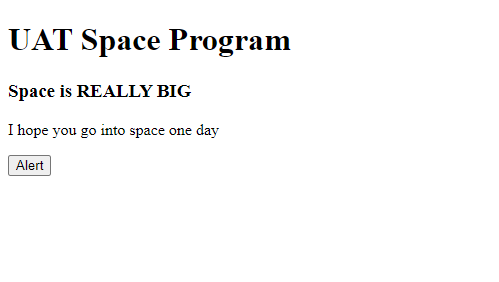 UAT Space Program
Space is REALLY BIG
I hope you go into space one day
Alert